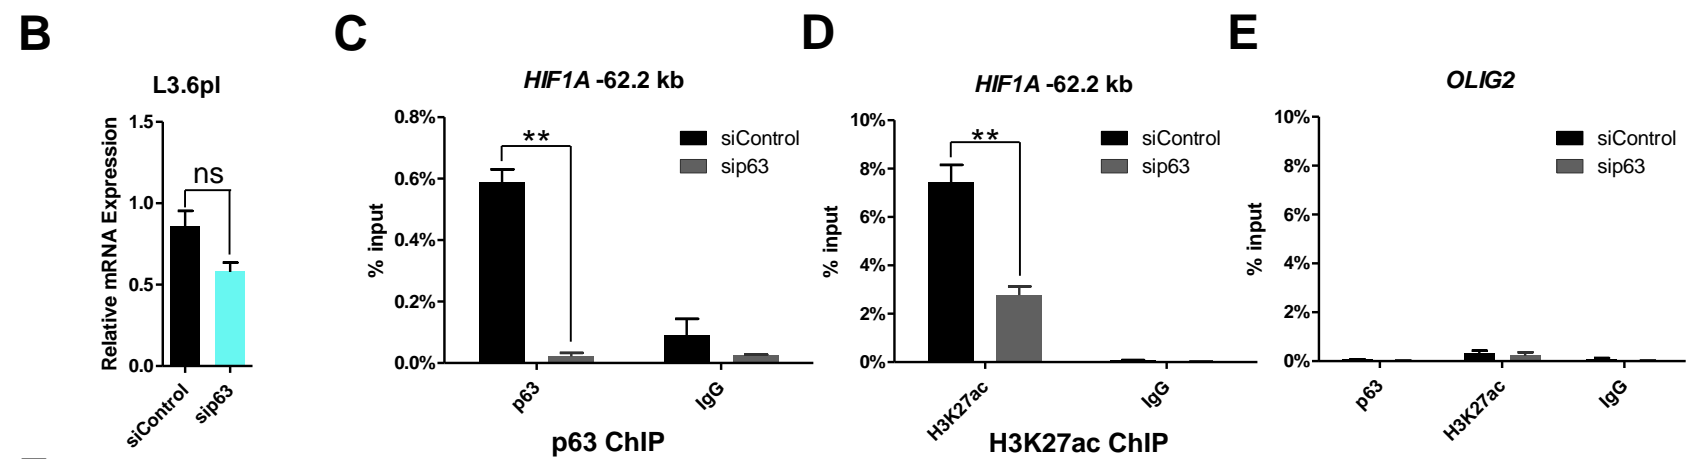 B
L3.6pl
Relative mRNA Expression
1.5
1.0
0.5
0.0
ns
siControl
sip63
C
HIF1A -62.2 kb
% input
0.8%
0.6%
0.4%
0.2%
0.0%
**
siControl
sip63
p63
IgG
p63 ChIP
D
HIF1A -62.2 kb
% input
10%
8%
6%
4%
2%
0%
**
siControl
sip63
H3K27ac
IgG
H3K27ac ChIP
E
OLIG2
% input
10%
8%
6%
4%
2%
0%
siControl
sip63
p63
H3K27ac
IgG